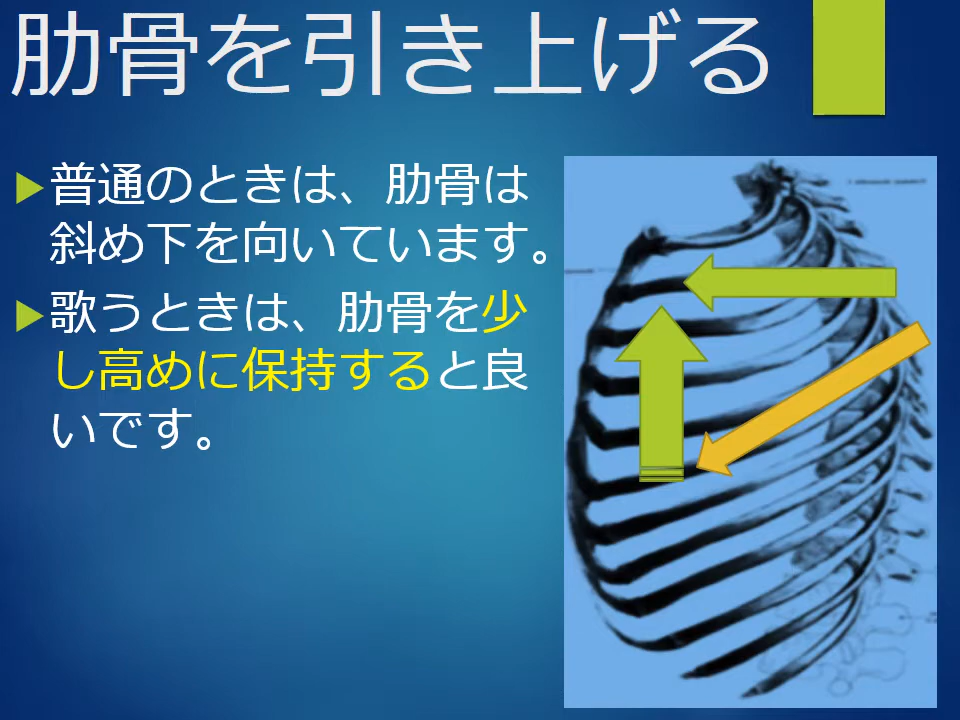 肋骨を引き上げる
普通のときは、肋骨は
斜め下を向いています。
歌うときは、肋骨を少
し高めに保持すると良
いです。